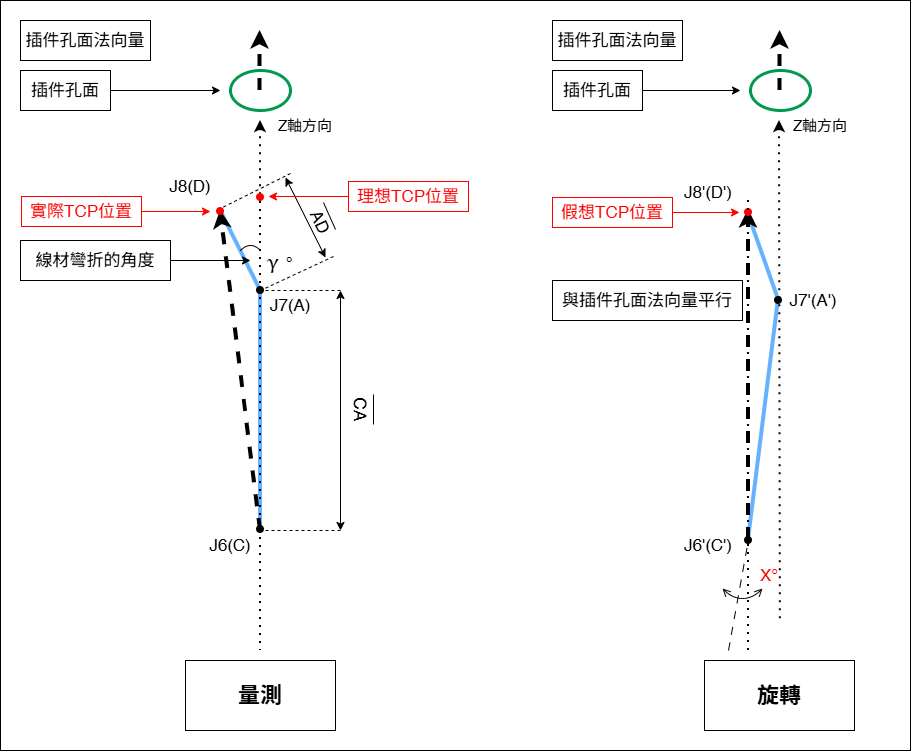 插件孔面法向量
插件孔面
Z軸方向
J8(D)
實際TCP位置
理想TCP位置
AD
線材彎折的角度
γ °
J7(A)
CA
J6(C)
量測
插件孔面法向量
插件孔面
Z軸方向
J8'(D')
假想TCP位置
與插件孔面法向量平行
J7'(A')
J6'(C')
X°
旋轉